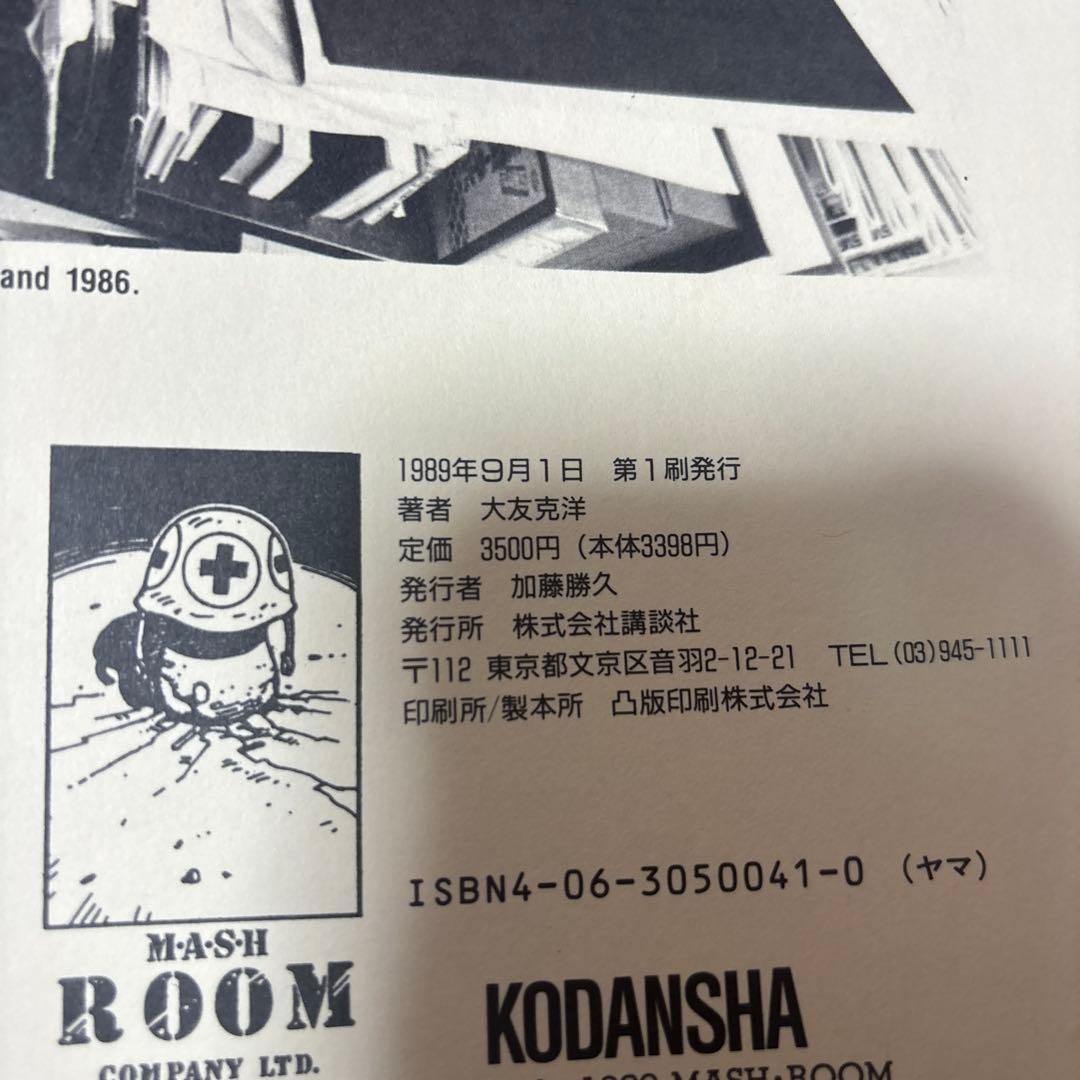 and 1986.
1989年9月1日 第1刷発行
著者 大友克洋
定価 3500円（本体3398円）
発行者 加藤勝久
発行所 株式会社講談社
〒112 東京都文京区音羽2-12-21 TEL(03)945-1111
印刷所/製本所 凸版印刷株式会社
ISBN4-06-3050041-0 （ヤマ）
M·A·S·H
ROOM
COMPANY LTD.
KODANSHA
1989 MASH·ROOM